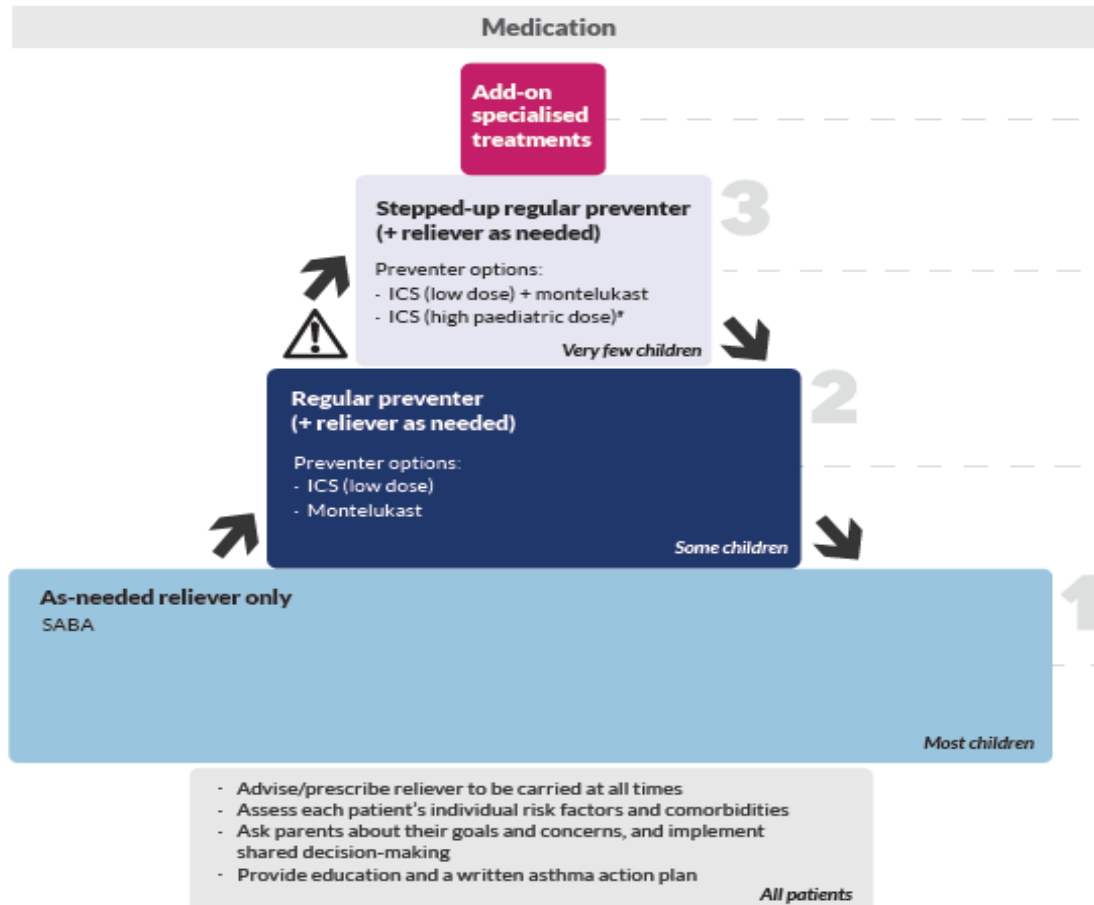 Medication
Add-on
specialised
treatments
3
Stepped-up regular preventer
(+ reliever as needed)
Preventer options:
- ICS (low dose) + montelukast
- ICS (high paediatric dose)*
Very few children
2
Regular preventer
(+ reliever as needed)
Preventer options:
- ICS (low dose)
- Montelukast
Some children
1
As-needed reliever only
SABA
Most children
- Advise/prescribe reliever to be carried at all times
- Assess each patient's individual risk factors and comorbidities
- Ask parents about their goals and concerns, and implement
shared decision-making
- Provide education and a written asthma action plan
All patients